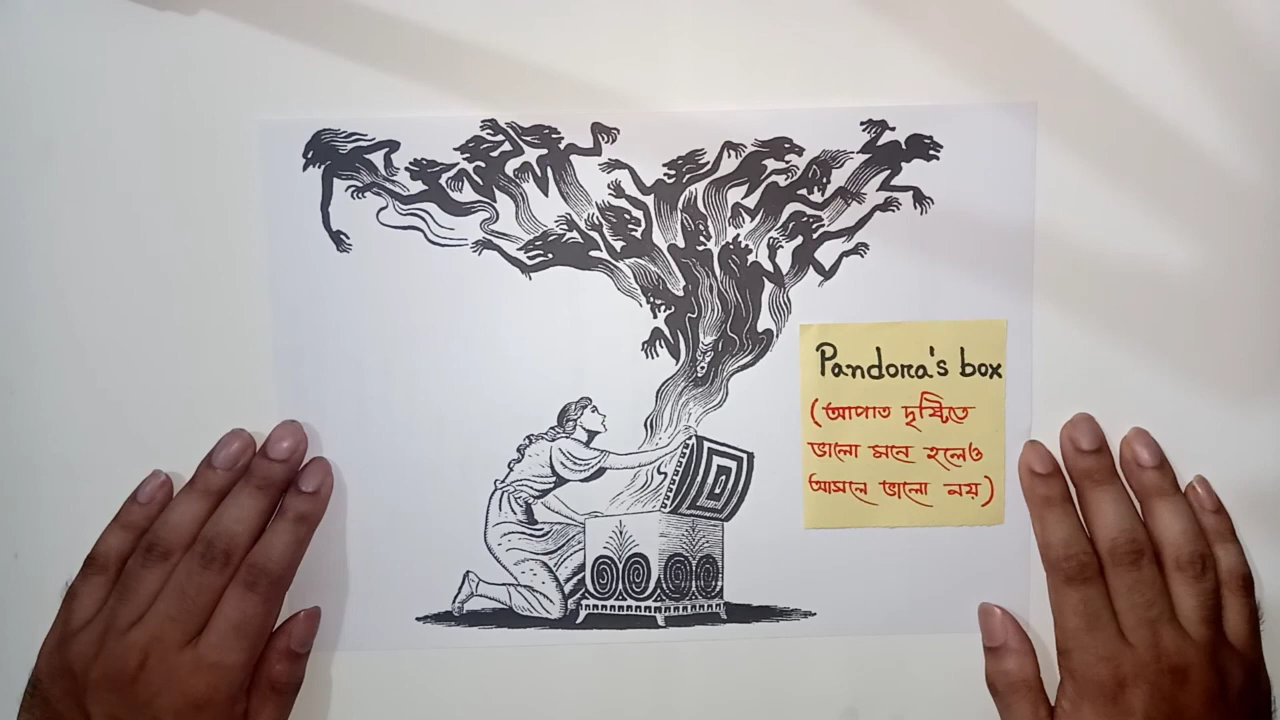 Pandora's box
(আপাত দৃষ্টিতে
ভালো মনে হলেও
আসলে ভালো নয়)